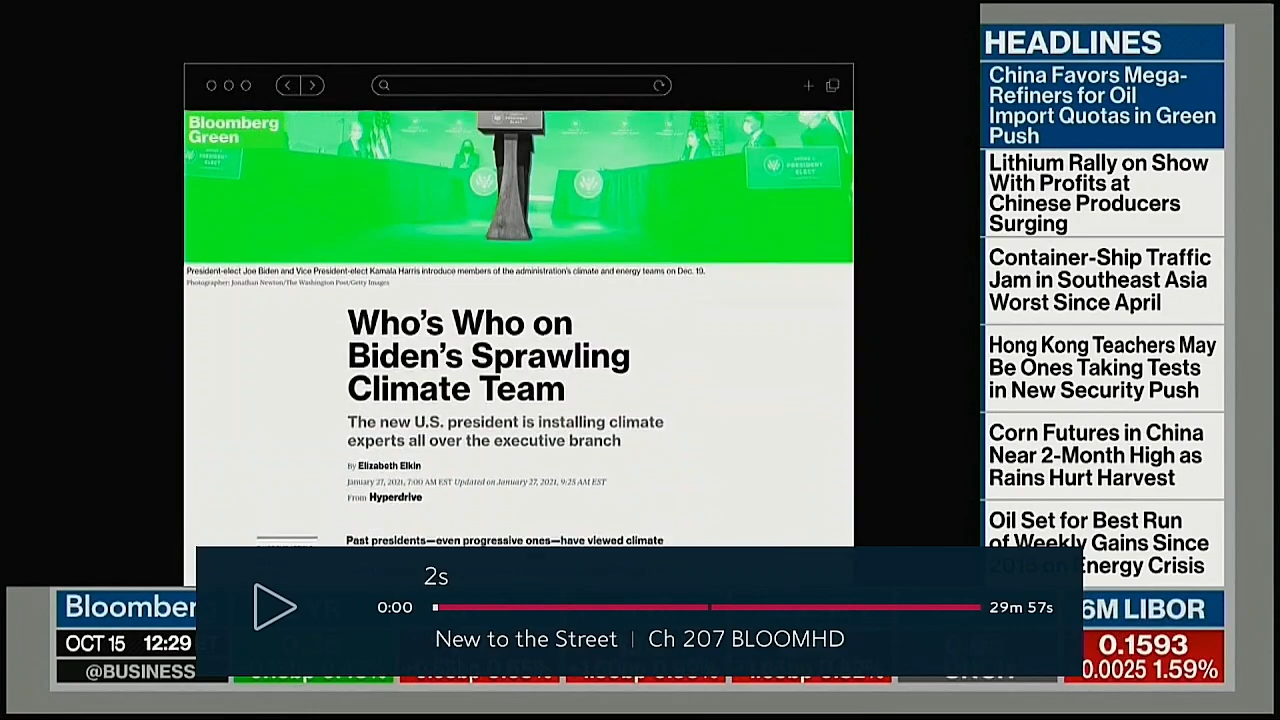 HEADLINES
China Favors Mega-
Refiners for Oil
Import Quotas in Green
Push
Lithium Rally on Show
With Profits at
Chinese Producers
Surging
Container-Ship Traffic
Jam in Southeast Asia
Worst Since April
Hong Kong Teachers May
Be Ones Taking Tests
in New Security Push
Corn Futures in China
Near 2-Month High as
Rains Hurt Harvest
Oil Set for Best Run
of Weekly Gains Since
2015 on Energy Crisis
Bloomberg
Green
PRESIDENT
ELECT
PRESIDENT
ELECT
President-elect Joe Biden and Vice President-elect Kamala Harris introduce members of the administration's climate and energy teams on Dec. 19.
Photographer: Jonathan Newton/The Washington Post/Getty Images
Who's Who on
Biden's Sprawling
Climate Team
The new U.S. president is installing climate
experts all over the executive branch
By Elizabeth Elkin
January 27, 2021, 7:00 AM EST Updated on January 27, 2021, 9:25 AM EST
From Hyperdrive
Past presidents—even progressive ones—have viewed climate
2s
0:00
29m 57s
New to the Street | Ch 207 BLOOMHD
Bloomber
OCT 15 12:29
@BUSINESS
6M LIBOR
0.1593
0.0025 1.59%